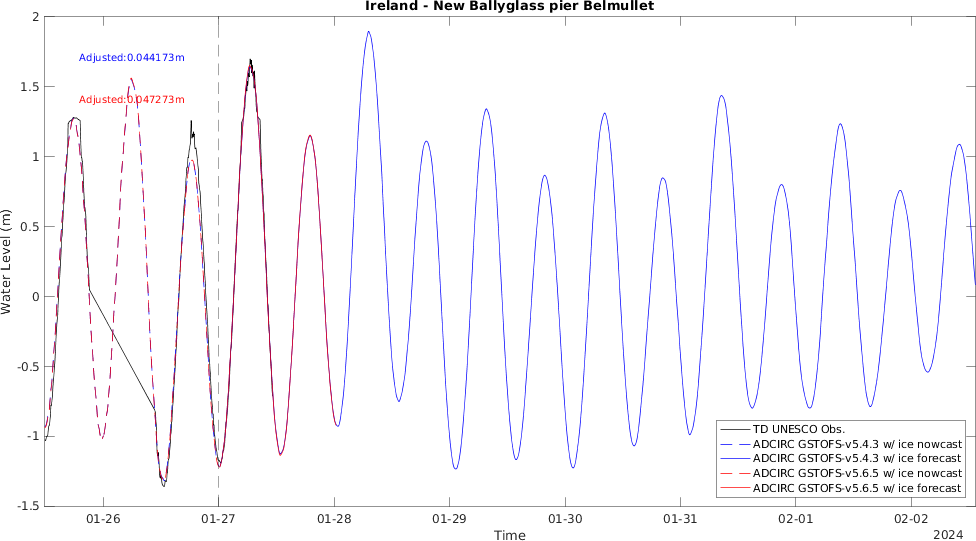 Ireland - New Ballyglass pier Belmullet
2
1.5
1
0.5
0
-0.5
-1
-1.5
Water Level (m)
Adjusted:0.044173m
Adjusted:0.047273m
TD UNESCO Obs.
ADCIRC GSTOFS-v5.4.3 w/ ice nowcast
ADCIRC GSTOFS-v5.4.3 w/ ice forecast
ADCIRC GSTOFS-v5.6.5 w/ ice nowcast
ADCIRC GSTOFS-v5.6.5 w/ ice forecast
01-26 01-27 01-28 01-29 01-30 01-31 02-01 02-02
Time
2024